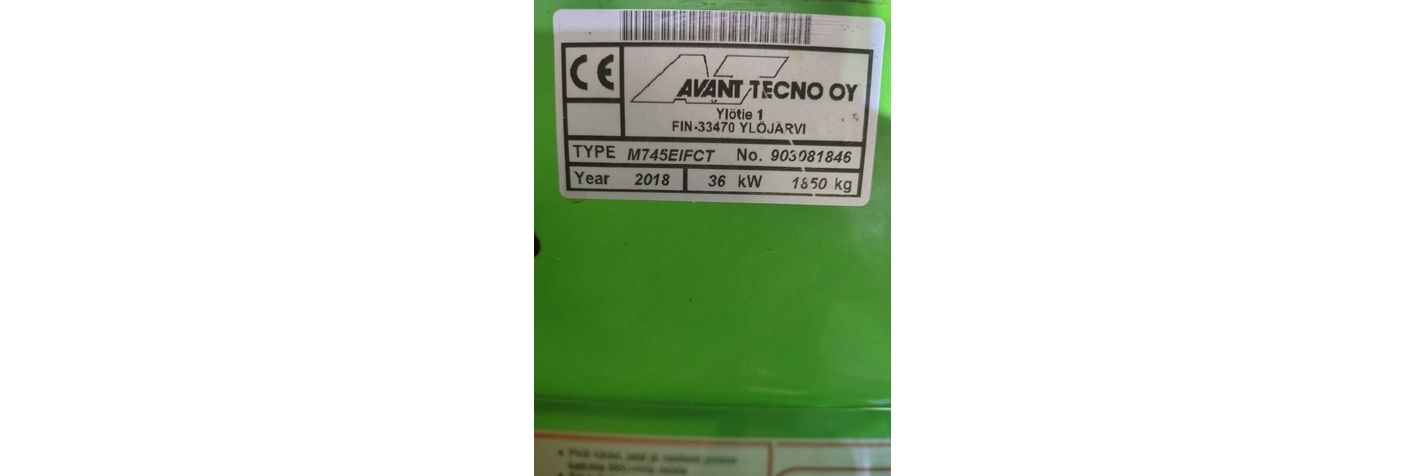 CE
AVANT TECNO OY
Ylötie 1
FIN-33470 YLÖJÄRVI
TYPE M745EIFCT No. 903081846
Year 2018 36 kW 1850 kg